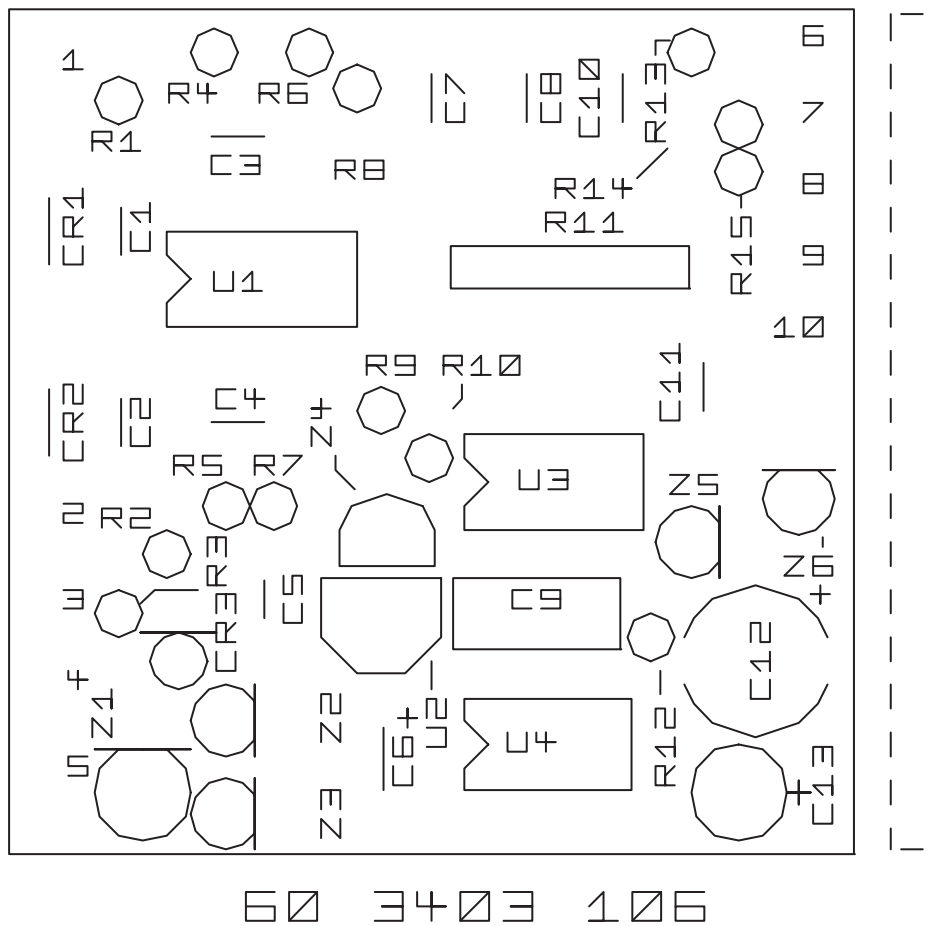 6
1
R4 R6 C7 C8 C10 R13
7
R1
C3 R8
R14 8
CR1 C1 R11 R15 9
U1
10
R9 R10 C11
CR2 C2 C4 Z4
R5 R7 U3 Z5
2 R2
R3 Z6
3 CR3 C5 C9 +
C12
4
Z1 Z2 C6+ U2 U4 R12
5
Z3 +C13
60 3403 106